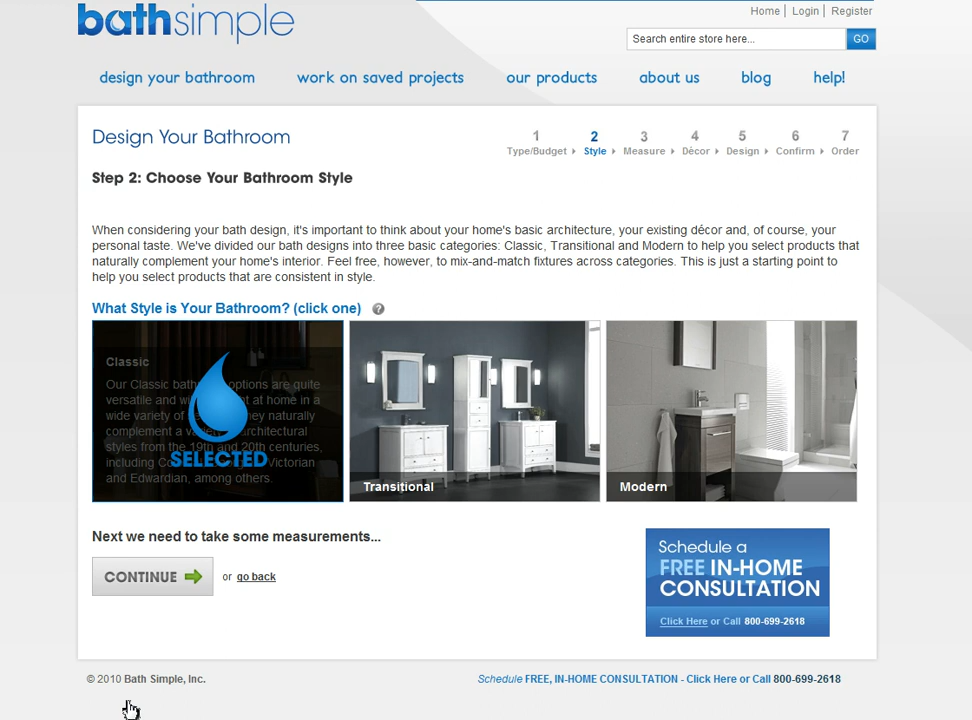 bathsimple
Home | Login | Register
Search entire store here...
GO
design your bathroom
work on saved projects
our products
about us
blog
help!
Design Your Bathroom
1 2 3 4 5 6 7
Type/Budget Style Measure Décor Design Confirm Order
Step 2: Choose Your Bathroom Style
When considering your bath design, it's important to think about your home's basic architecture, your existing décor and, of course, your
personal taste. We've divided our bath designs into three basic categories: Classic, Transitional and Modern to help you select products that
naturally complement your home's interior. Feel free, however, to mix-and-match fixtures across categories. This is just a starting point to
help you select products that are consistent in style.
What Style is Your Bathroom? (click one) ?
Classic
Our Classic options are quite
versatile and at home in a
wide variety of they naturally
complement a architectural
styles from the 19th and 20th centuries,
including Victorian
and Edwardian, among others.
SELECTED
Transitional
Modern
Next we need to take some measurements...
CONTINUE
or go back
Schedule a
FREE IN-HOME
CONSULTATION
Click Here or Call 800-699-2618
© 2010 Bath Simple, Inc.
Schedule FREE, IN-HOME CONSULTATION - Click Here or Call 800-699-2618